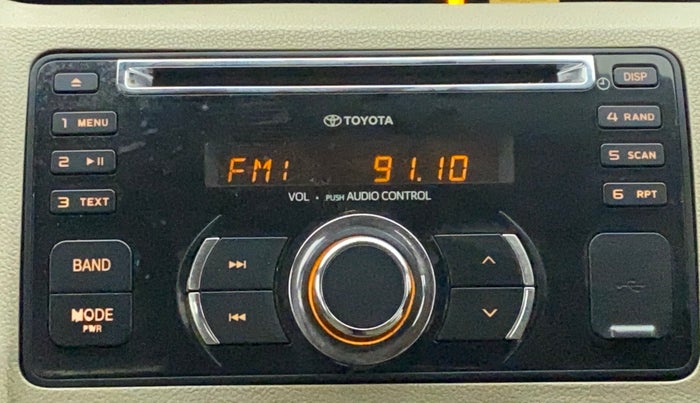 DISP
1 MENU
4 RAND
TOYOTA
2
5 SCAN
FM1 91.10
3 TEXT
VOL • PUSH AUDIO CONTROL
6 RPT
BAND
MODE
PWR